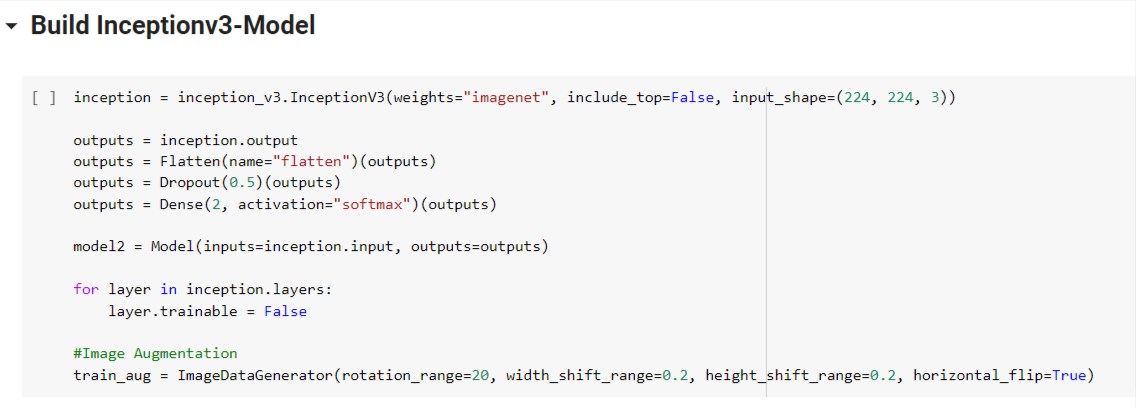 Build Inceptionv3-Model
[ ] inception = inception_v3.InceptionV3(weights="imagenet", include_top=False, input_shape=(224, 224, 3))
outputs = inception.output
outputs = Flatten(name="flatten")(outputs)
outputs = Dropout(0.5)(outputs)
outputs = Dense(2, activation="softmax")(outputs)
model2 = Model(inputs=inception.input, outputs=outputs)
for layer in inception.layers:
    layer.trainable = False
#Image Augmentation
train_aug = ImageDataGenerator(rotation_range=20, width_shift_range=0.2, height_shift_range=0.2, horizontal_flip=True)